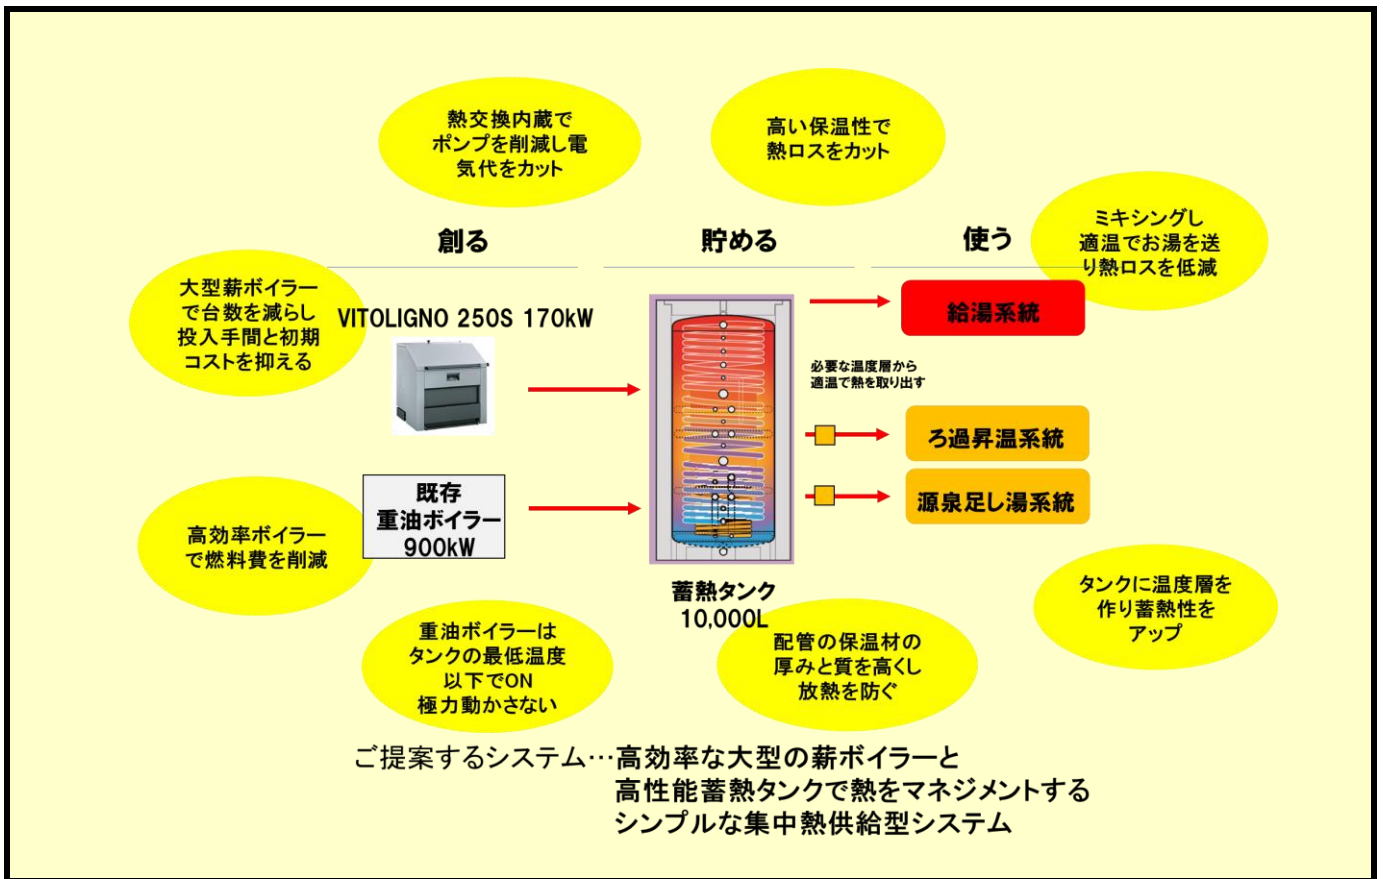 熱交換内蔵で
ポンプを削減し電
気代をカット
高い保温性で
熱ロスをカット
ミキシングし
適温でお湯を送
り熱ロスを低減
創る
貯める
使う
大型薪ボイラー
で台数を減らし
投入手間と初期
コストを抑える
VITOLIGNO 250S 170kW
給湯系統
必要な温度層から
適温で熱を取り出す
ろ過昇温系統
既存
重油ボイラー
900kW
源泉足し湯系統
高効率ボイラー
で燃料費を削減
蓄熱タンク
10,000L
タンクに温度層を
作り蓄熱性を
アップ
重油ボイラーは
タンクの最低温度
以下でON
極力動かさない
配管の保温材の
厚みと質を高くし
放熱を防ぐ
ご提案するシステム…高効率な大型の薪ボイラーと
高性能蓄熱タンクで熱をマネジメントする
シンプルな集中熱供給型システム